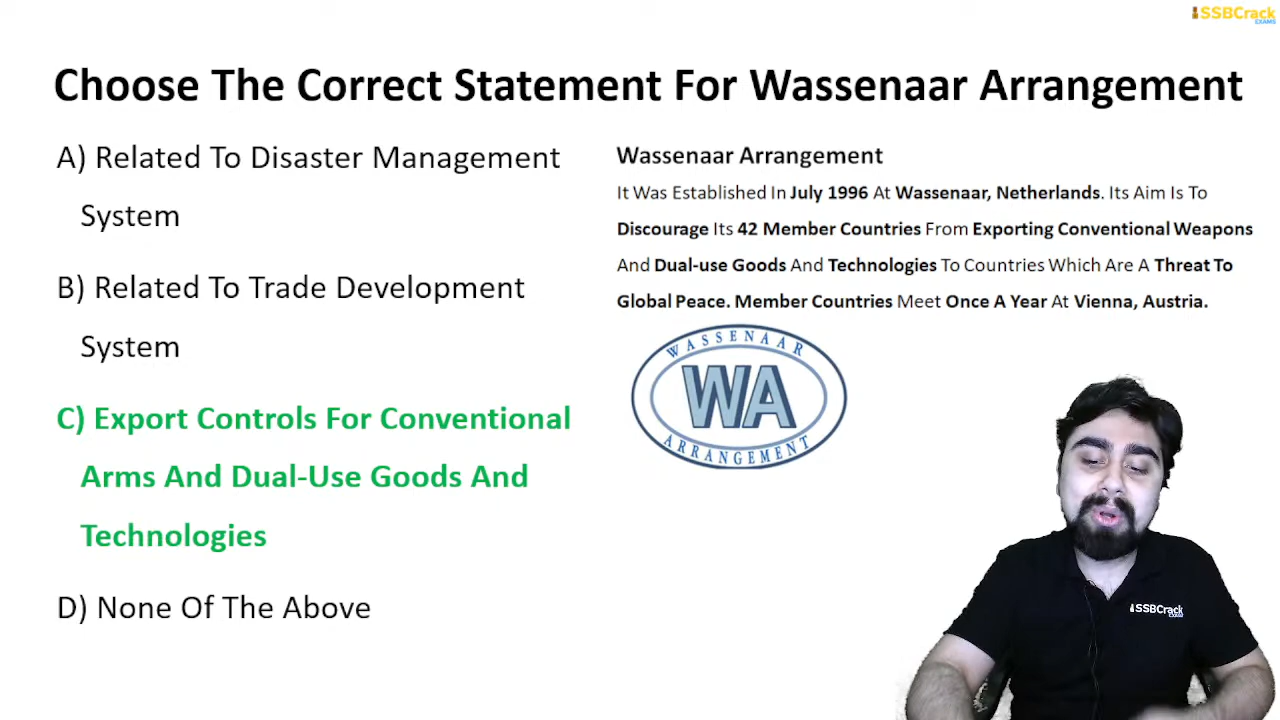 SSBCrack
EXAMS
Choose The Correct Statement For Wassenaar Arrangement
A) Related To Disaster Management
System
B) Related To Trade Development
System
C) Export Controls For Conventional
Arms And Dual-Use Goods And
Technologies
D) None Of The Above
Wassenaar Arrangement
It Was Established In July 1996 At Wassenaar, Netherlands. Its Aim Is To
Discourage Its 42 Member Countries From Exporting Conventional Weapons
And Dual-use Goods And Technologies To Countries Which Are A Threat To
Global Peace. Member Countries Meet Once A Year At Vienna, Austria.
WASSENAAR
WA
ARRANGEMENT
SSBCrack
EXAMS